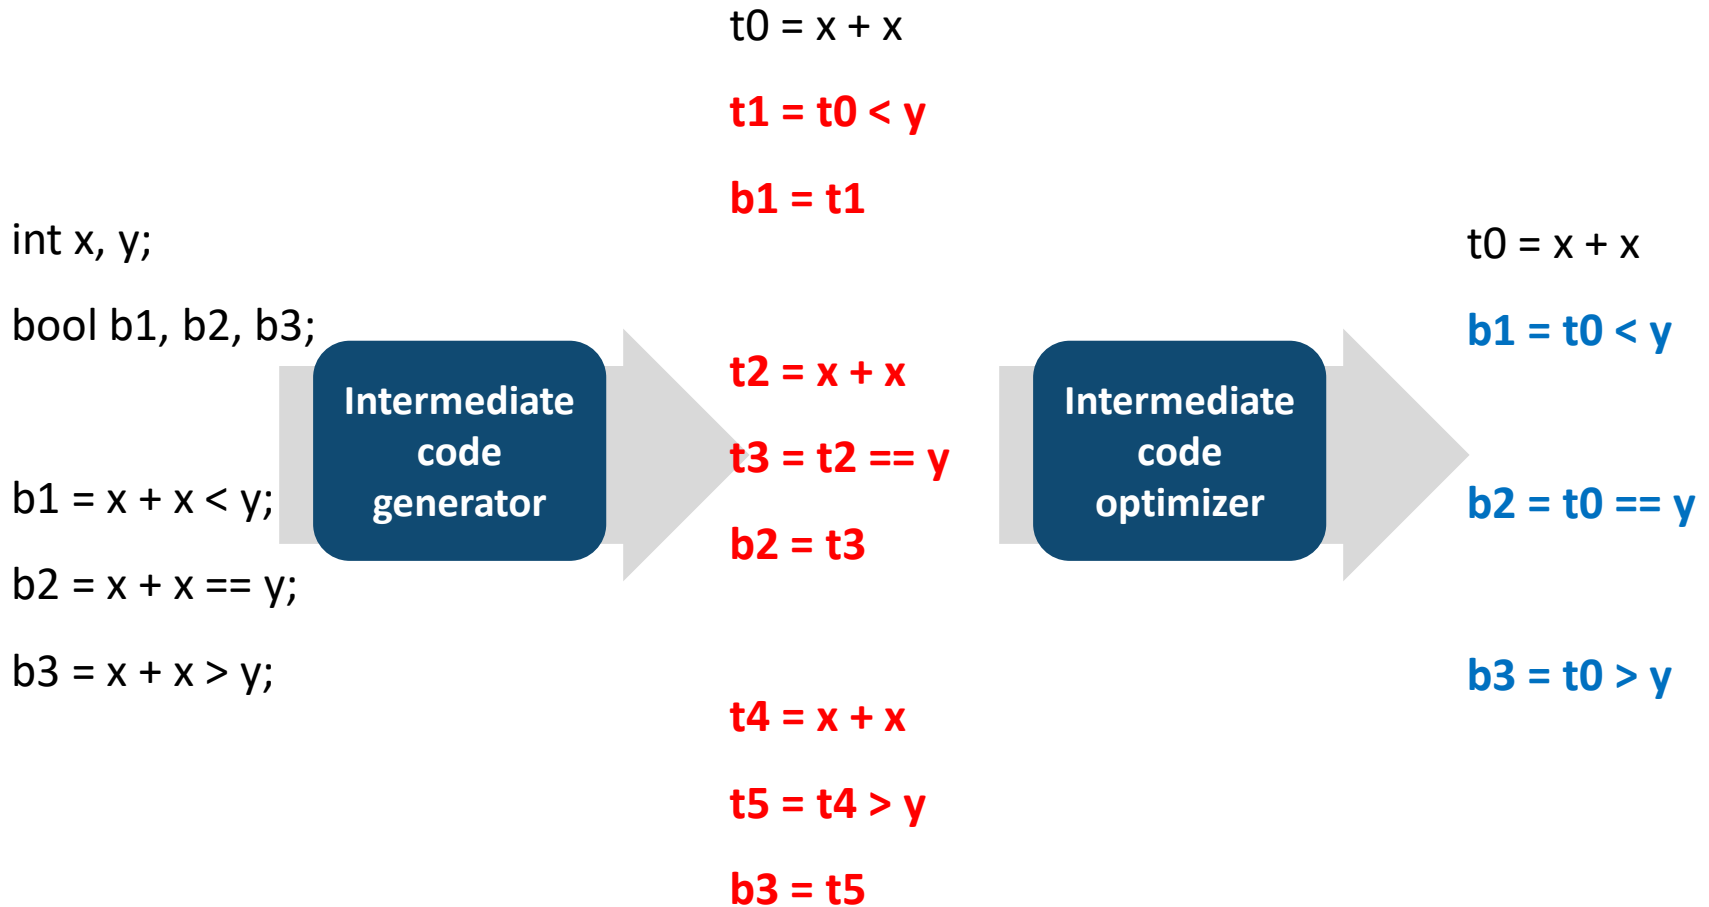 int x, y;
bool b1, b2, b3;
b1 = x + x < y;
b2 = x + x == y;
b3 = x + x > y;
Intermediate
code
generator
t0 = x + x
t1 = t0 < y
b1 = t1
t2 = x + x
t3 = t2 == y
b2 = t3
t4 = x + x
t5 = t4 > y
b3 = t5
Intermediate
code
optimizer
t0 = x + x
b1 = t0 < y
b2 = t0 == y
b3 = t0 > y